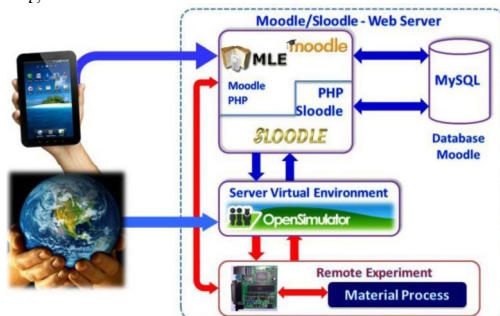 Moodle/Sloodle - Web Server
MLE
moodle
Moodle
PHP
PHP
Sloodle
SLOODLE
MySQL
Database
Moodle
Server Virtual Environment
OpenSimulator
Remote Experiment
Material Process